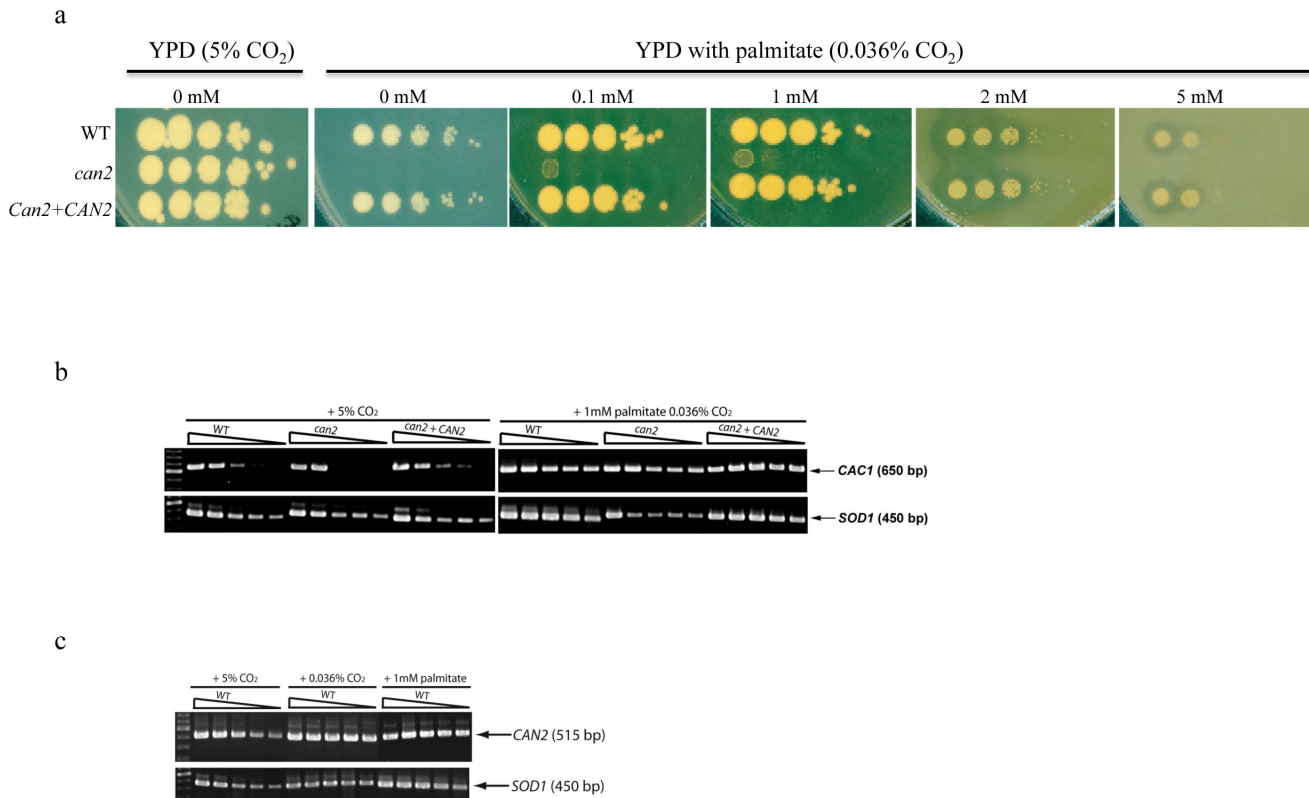 a
YPD (5% CO₂)
YPD with palmitate (0.036% CO₂)
0 mM
0 mM
0.1 mM
1 mM
2 mM
5 mM
WT
can2
Can2+CAN2
b
+ 5% CO₂
+ 1mM palmitate 0.036% CO₂
WT
can2
can2 + CAN2
WT
can2
can2 + CAN2
CAC1 (650 bp)
SOD1 (450 bp)
c
+ 5% CO₂
+ 0.036% CO₂
+ 1mM palmitate
WT
WT
WT
CAN2 (515 bp)
SOD1 (450 bp)